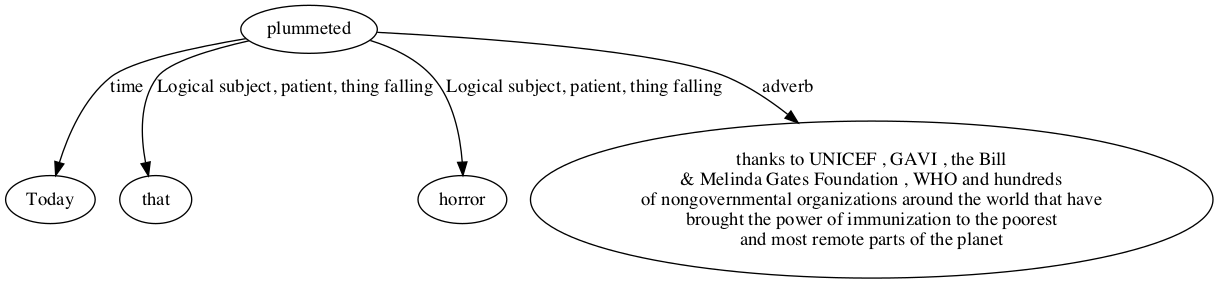 plummeted
time
Logical subject, patient, thing falling
Logical subject, patient, thing falling
adverb
Today
that
horror
thanks to UNICEF , GAVI , the Bill
& Melinda Gates Foundation , WHO and hundreds
of nongovernmental organizations around the world that have
brought the power of immunization to the poorest
and most remote parts of the planet